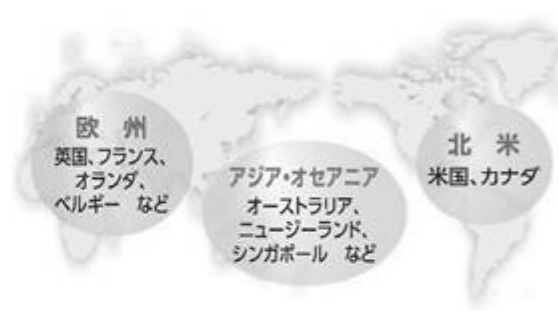 欧　州
英国、フランス、
オランダ、
ベルギー　など
アジア・オセアニア
オーストラリア、
ニュージーランド、
シンガポール　など
北　米
米国、カナダ